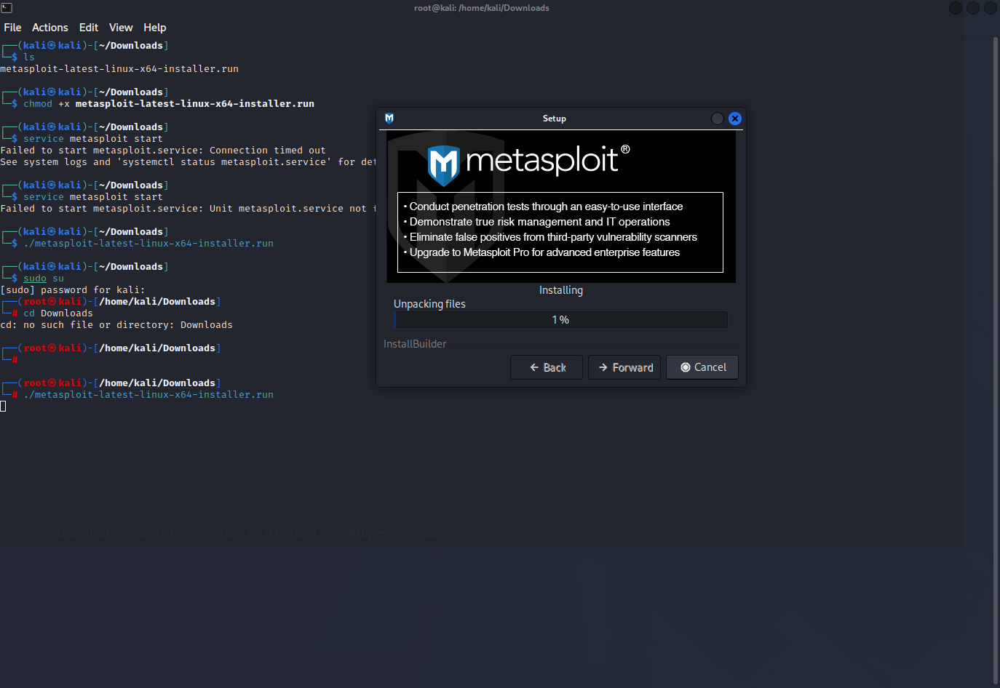 root@kali: /home/kali/Downloads
File Actions Edit View Help
┌──(kali㉿kali)-[~/Downloads]
└─$ ls
metasploit-latest-linux-x64-installer.run
┌──(kali㉿kali)-[~/Downloads]
└─$ chmod +x metasploit-latest-linux-x64-installer.run
┌──(kali㉿kali)-[~/Downloads]
└─$ service metasploit start
Failed to start metasploit.service: Connection timed out
See system logs and 'systemctl status metasploit.service' for det
┌──(kali㉿kali)-[~/Downloads]
└─$ service metasploit start
Failed to start metasploit.service: Unit metasploit.service not f
┌──(kali㉿kali)-[~/Downloads]
└─$ ./metasploit-latest-linux-x64-installer.run
┌──(kali㉿kali)-[~/Downloads]
└─$ sudo su
[sudo] password for kali:
┌──(root㉿kali)-[/home/kali/Downloads]
└─# cd Downloads
cd: no such file or directory: Downloads
┌──(root㉿kali)-[/home/kali/Downloads]
└─#
┌──(root㉿kali)-[/home/kali/Downloads]
└─# ./metasploit-latest-linux-x64-installer.run
Setup
metasploit®
• Conduct penetration tests through an easy-to-use interface
• Demonstrate true risk management and IT operations
• Eliminate false positives from third-party vulnerability scanners
• Upgrade to Metasploit Pro for advanced enterprise features
Installing
Unpacking files
1%
InstallBuilder
Back Forward Cancel